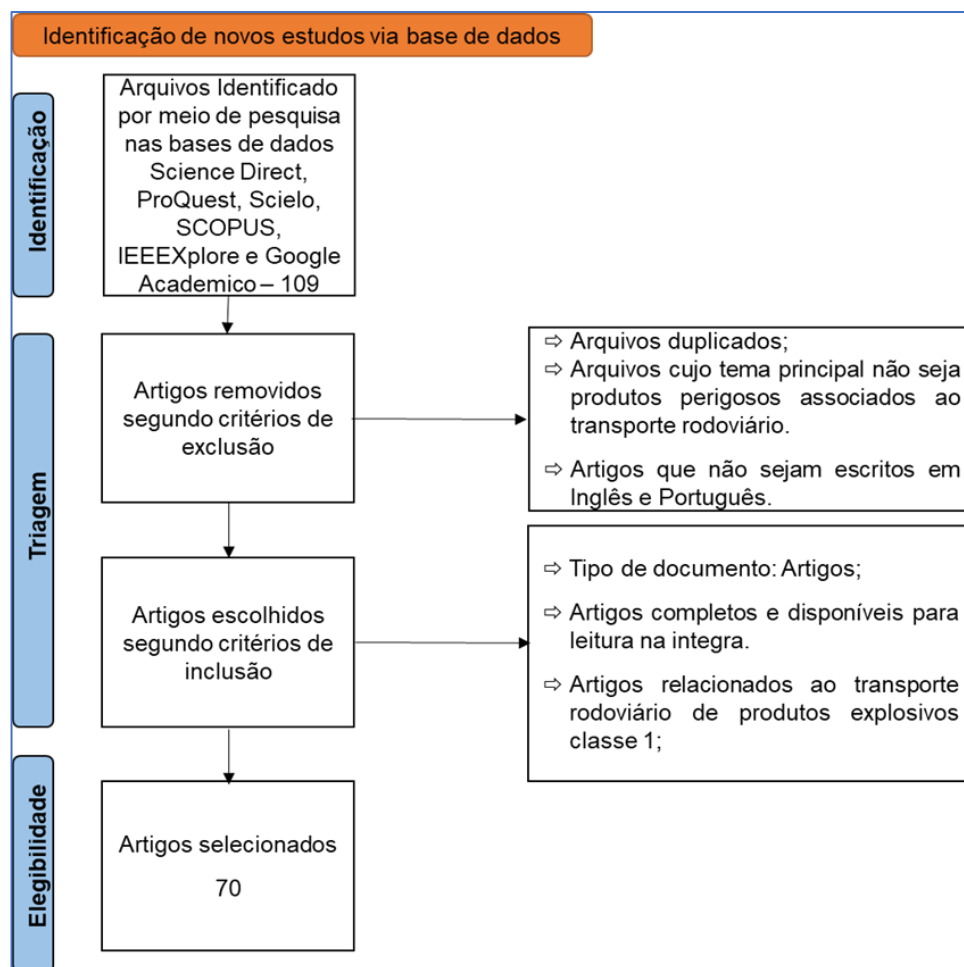 Identificação de novos estudos via base de dados
Identificação
Arquivos Identificado
por meio de pesquisa
nas bases de dados
Science Direct,
ProQuest, Scielo,
SCOPUS,
IEEEXplore e Google
Academico – 109
Triagem
Artigos removidos
segundo critérios de
exclusão
⇨ Arquivos duplicados;
⇨ Arquivos cujo tema principal não seja
produtos perigosos associados ao
transporte rodoviário.
⇨ Artigos que não sejam escritos em
Inglês e Português.
Artigos escolhidos
segundo critérios de
inclusão
⇨ Tipo de documento: Artigos;
⇨ Artigos completos e disponíveis para
leitura na integra.
⇨ Artigos relacionados ao transporte
rodoviário de produtos explosivos
classe 1;
Elegibilidade
Artigos selecionados
70